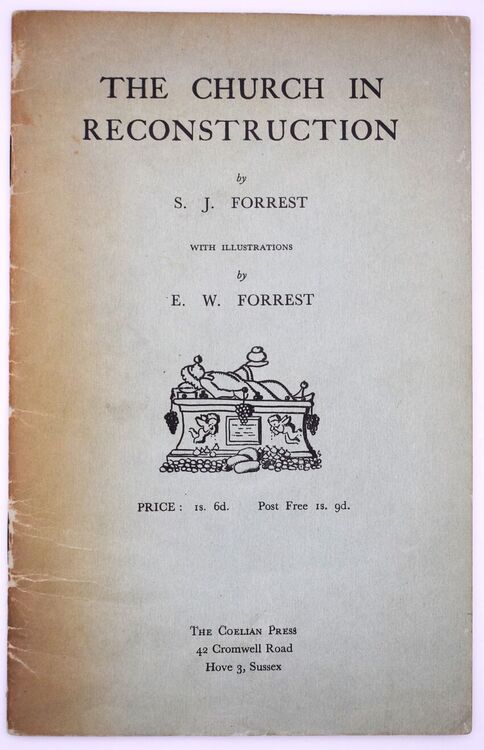 THE CHURCH IN
RECONSTRUCTION
by
S. J. FORREST
WITH ILLUSTRATIONS
by
E. W. FORREST
PRICE: 1s. 6d. Post Free 1s. 9d.
THE COELIAN PRESS
42 Cromwell Road
Hove 3, Sussex